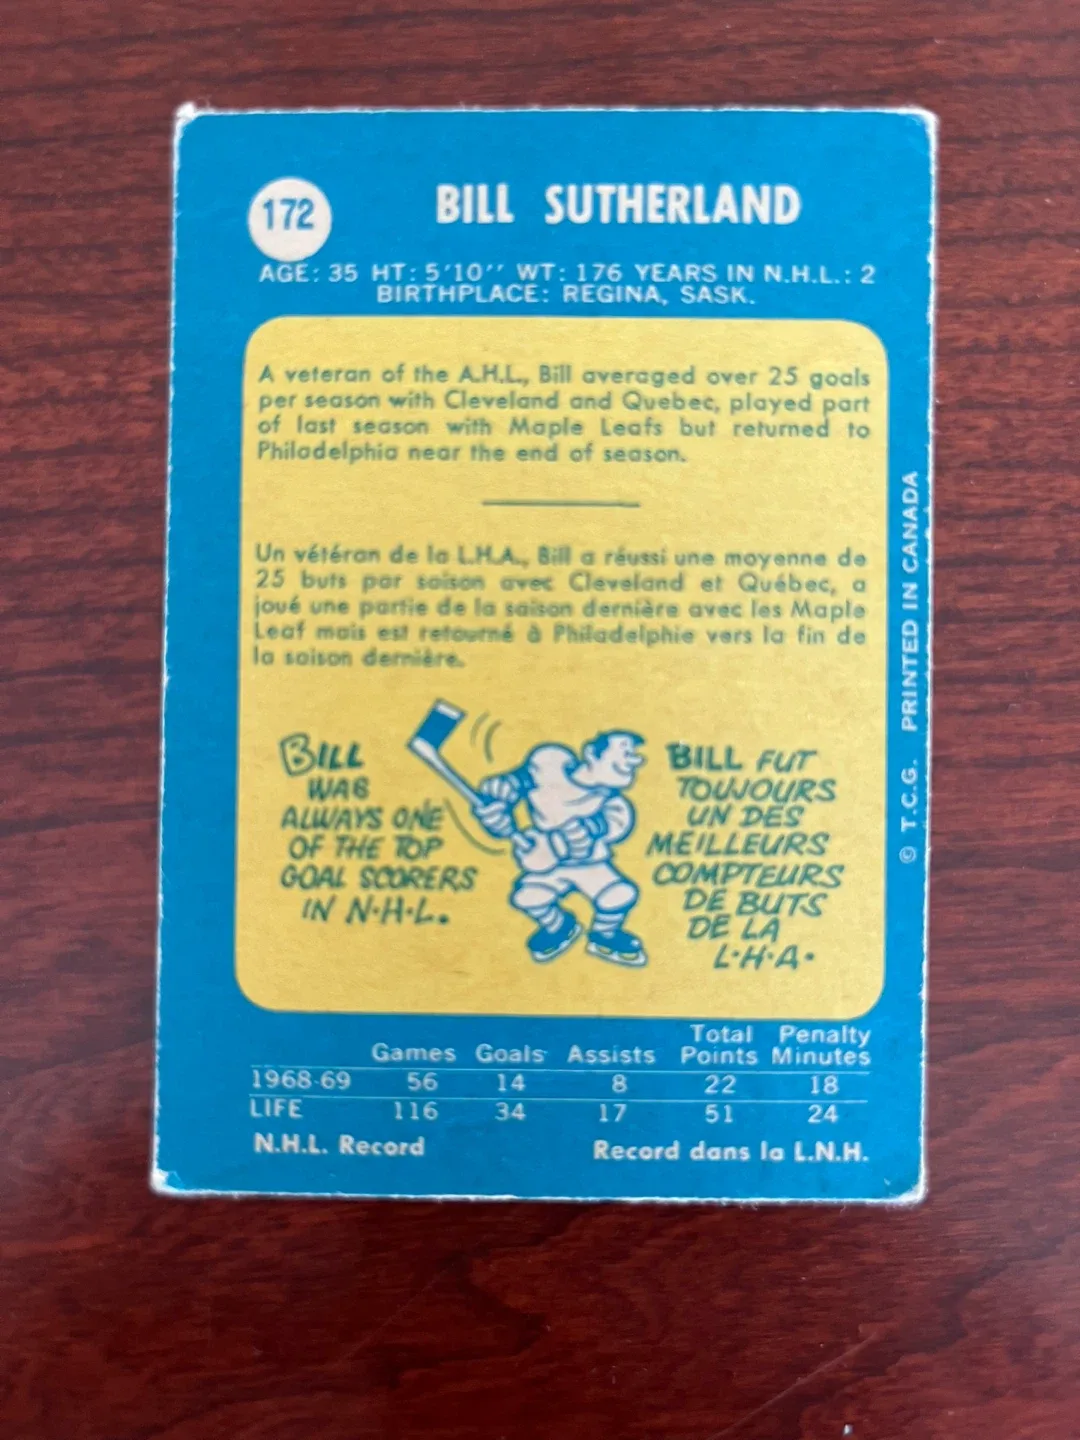 172
BILL SUTHERLAND
AGE: 35 HT: 5'10'' WT: 176 YEARS IN N.H.L.: 2
BIRTHPLACE: REGINA, SASK.
A veteran of the A.H.L., Bill averaged over 25 goals
per season with Cleveland and Quebec, played part
of last season with Maple Leafs but returned to
Philadelphia near the end of season.
Un vétéran de la L.H.A., Bill a réussi une moyenne de
25 buts par saison avec Cleveland et Québec, a
joué une partie de la saison dernière avec les Maple
Leaf mais est retourné à Philadelphie vers la fin de
la saison dernière.
BILL
WAS
ALWAYS ONE
OF THE TOP
GOAL SCORERS
IN N.H.L.
BILL FUT
TOUJOURS
UN DES
MEILLEURS
COMPTEURS
DE BUTS
DE LA
L.H.A.
© T.C.G. PRINTED IN CANADA
Total Penalty
Games Goals Assists Points Minutes
1968-69 56 14 8 22 18
LIFE 116 34 17 51 24
N.H.L. Record Record dans la L.N.H.